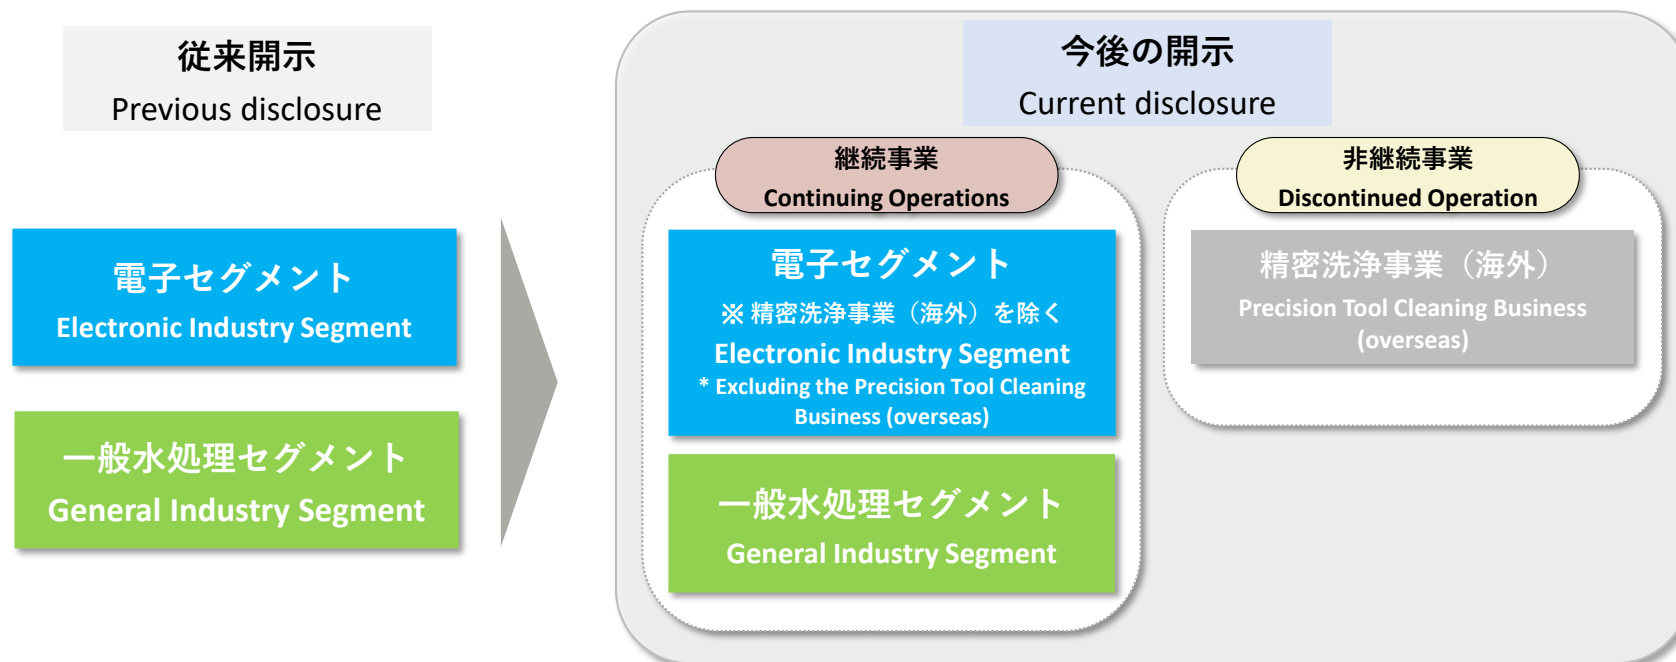 従来開示
Previous disclosure
電子セグメント
Electronic Industry Segment
一般水処理セグメント
General Industry Segment
今後の開示
Current disclosure
継続事業
Continuing Operations
電子セグメント
※ 精密洗浄事業（海外）を除く
Electronic Industry Segment
* Excluding the Precision Tool Cleaning
Business (overseas)
一般水処理セグメント
General Industry Segment
非継続事業
Discontinued Operation
精密洗浄事業（海外）
Precision Tool Cleaning Business
(overseas)